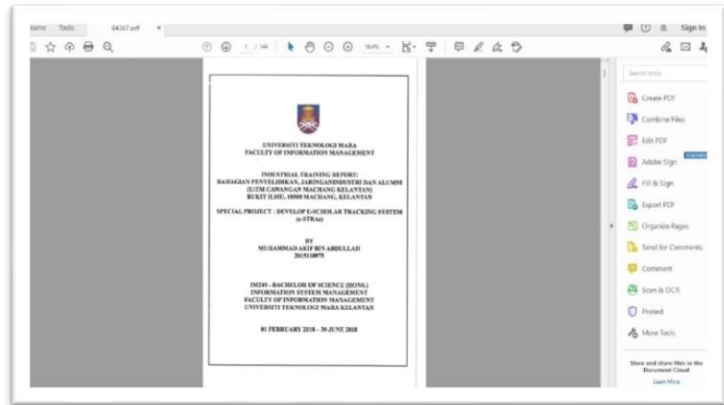 Home Tools 04367.pdf ×
Sign In
1 / 144
56.4%
UNIVERSITI TEKNOLOGI MARA
FACULTY OF INFORMATION MANAGEMENT
INDUSTRIAL TRAINING REPORT:
BAHAGIAN PENYELIDIKAN, JARINGANINDUSTRI DAN ALUMNI
(UITM CAWANGAN MACHANG KELANTAN)
BUKIT ILMU, 18500 MACHANG, KELANTAN
SPECIAL PROJECT : DEVELOP E-SCHOLAR TRACKING SYSTEM
(e-STRAs)
BY
MUHAMMAD AKIF BIN ABDULLAH
2015110975
IM245 – BACHELOR OF SCIENCE (HONS.)
INFORMATION SYSTEM MANAGEMENT
FACULTY OF INFORMATION MANAGEMENT
UNIVERSITI TEKNOLOGI MARA KELANTAN
01 FEBRUARY 2018 – 30 JUNE 2018
Search tools
Create PDF
Combine Files
Edit PDF
Adobe Sign
Fill & Sign
Export PDF
Organize Pages
Send for Comments
Comment
Scan & OCR
Protect
More Tools
Store and share files in the
Document Cloud
Learn More